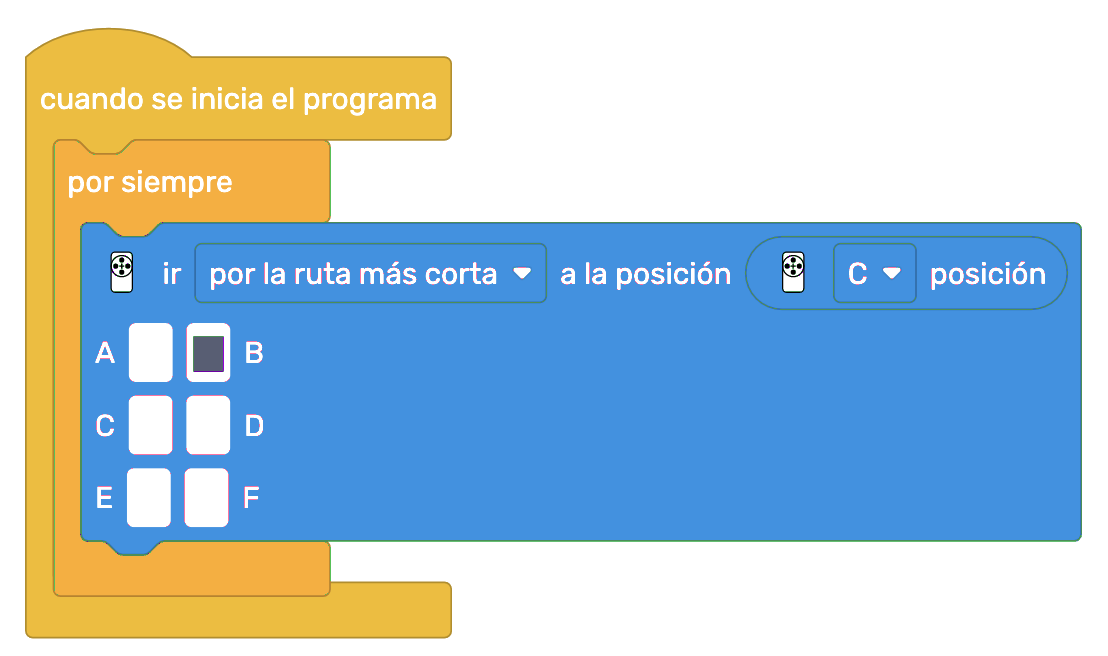 cuando se inicia el programa
por siempre
ir por la ruta más corta a la posición C posición
A B
C D
E F